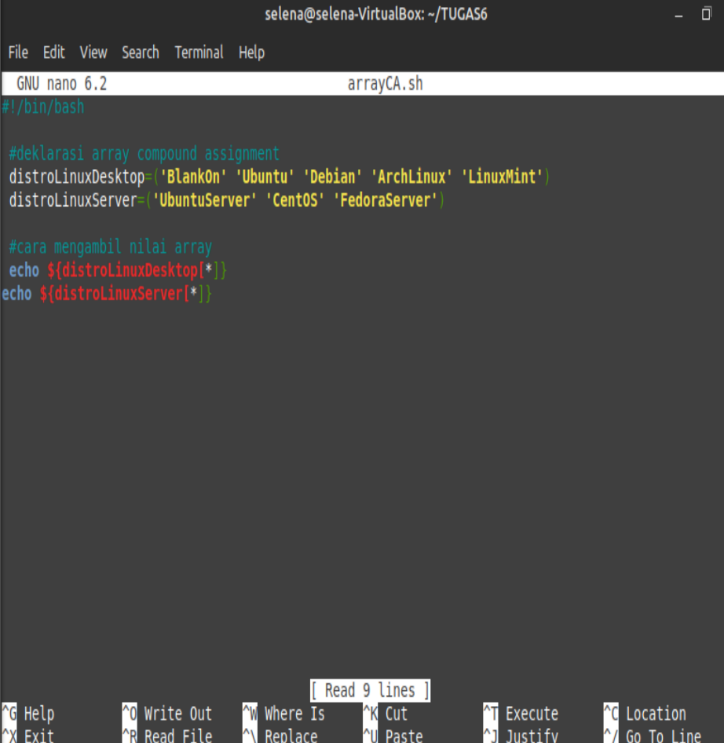 selena@selena-VirtualBox: ~/TUGAS6
File Edit View Search Terminal Help
GNU nano 6.2 arrayCA.sh
#!/bin/bash
#deklarasi array compound assignment
distroLinuxDesktop=('BlankOn' 'Ubuntu' 'Debian' 'ArchLinux' 'LinuxMint')
distroLinuxServer=('UbuntuServer' 'CentOS' 'FedoraServer')
#cara mengambil nilai array
echo ${distroLinuxDesktop[*]}
echo ${distroLinuxServer[*]}
[ Read 9 lines ]
^G Help ^O Write Out ^W Where Is ^K Cut ^T Execute ^C Location
^X Exit ^R Read File ^\ Replace ^U Paste ^J Justify ^/ Go To Line